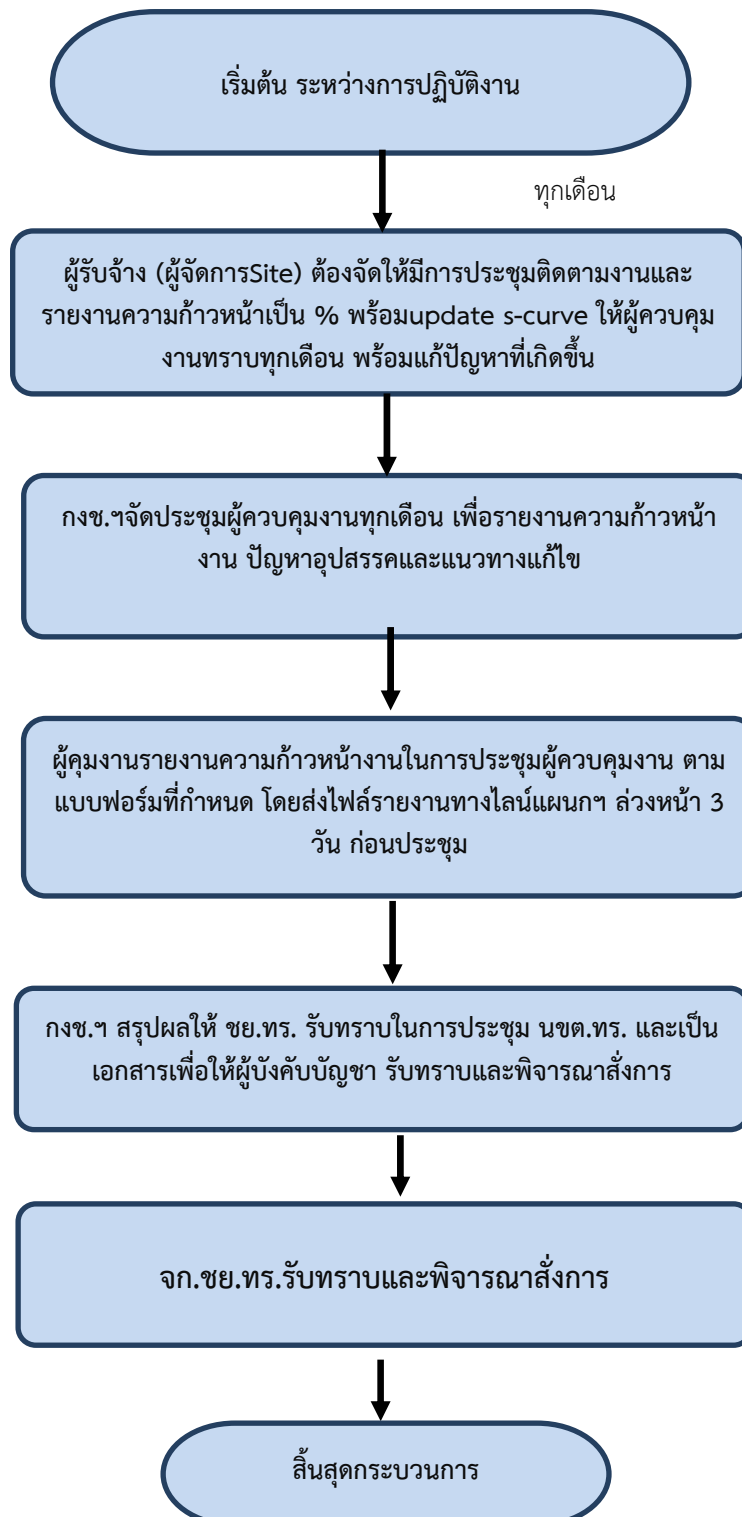 เริ่มต้น ระหว่างการปฏิบัติงาน
ทุกเดือน
ผู้รับจ้าง (ผู้จัดการSite) ต้องจัดให้มีการประชุมติดตามงานและ
รายงานความก้าวหน้าเป็น % พร้อมupdate s-curve ให้ผู้ควบคุม
งานทราบทุกเดือน พร้อมแก้ปัญหาที่เกิดขึ้น
กงช.ฯจัดประชุมผู้ควบคุมงานทุกเดือน เพื่อรายงานความก้าวหน้า
งาน ปัญหาอุปสรรคและแนวทางแก้ไข
ผู้คุมงานรายงานความก้าวหน้างานในการประชุมผู้ควบคุมงาน ตาม
แบบฟอร์มที่กำหนด โดยส่งไฟล์รายงานทางไลน์แผนกฯ ล่วงหน้า 3
วัน ก่อนประชุม
กงช.ฯ สรุปผลให้ ชย.ทร. รับทราบในการประชุม นขต.ทร. และเป็น
เอกสารเพื่อให้ผู้บังคับบัญชา รับทราบและพิจารณาสั่งการ
จก.ชย.ทร.รับทราบและพิจารณาสั่งการ
สิ้นสุดกระบวนการ